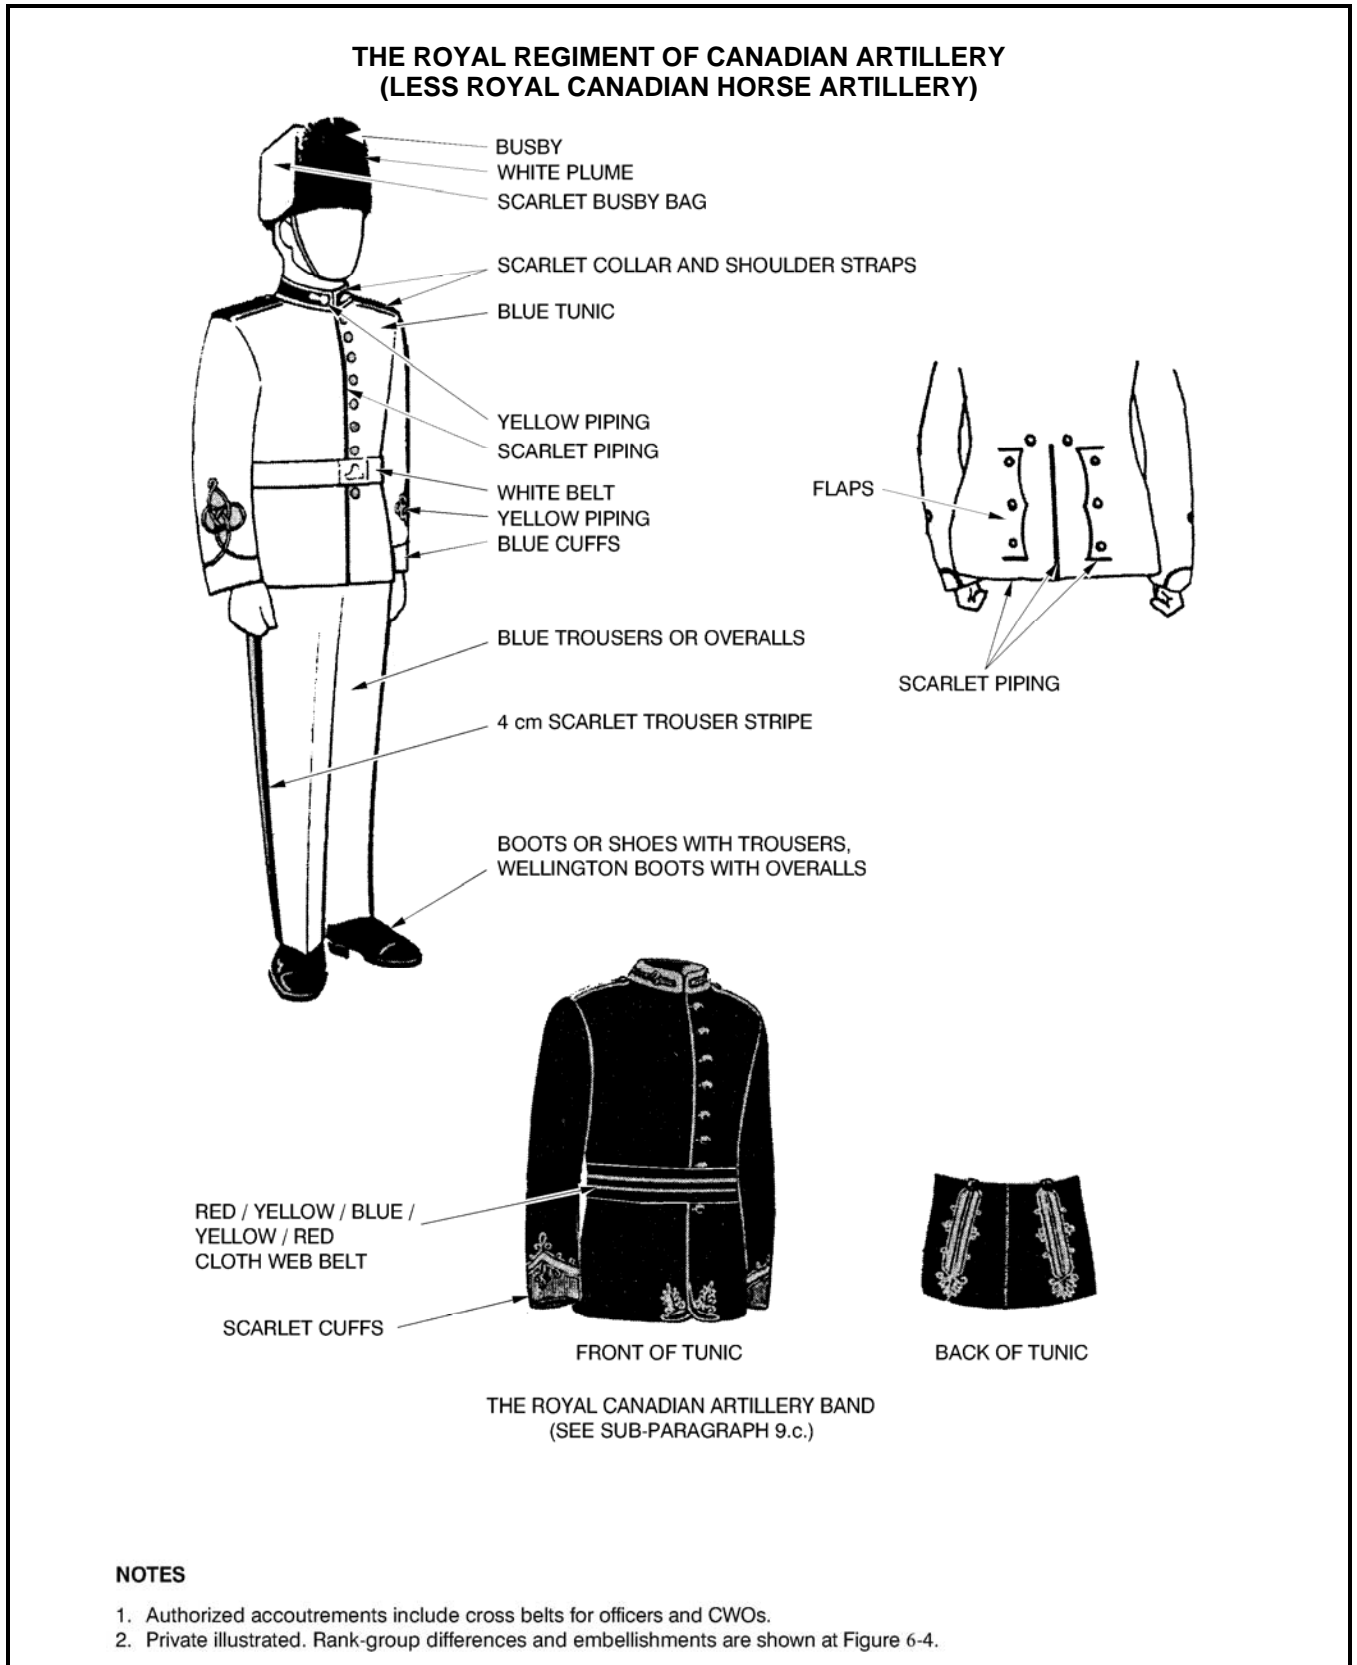 THE ROYAL REGIMENT OF CANADIAN ARTILLERY
(LESS ROYAL CANADIAN HORSE ARTILLERY)
BUSBY
WHITE PLUME
SCARLET BUSBY BAG
SCARLET COLLAR AND SHOULDER STRAPS
BLUE TUNIC
YELLOW PIPING
SCARLET PIPING
WHITE BELT
YELLOW PIPING
BLUE CUFFS
FLAPS
SCARLET PIPING
BLUE TROUSERS OR OVERALLS
4 cm SCARLET TROUSER STRIPE
BOOTS OR SHOES WITH TROUSERS,
WELLINGTON BOOTS WITH OVERALLS
RED / YELLOW / BLUE /
YELLOW / RED
CLOTH WEB BELT
SCARLET CUFFS
FRONT OF TUNIC
BACK OF TUNIC
THE ROYAL CANADIAN ARTILLERY BAND
(SEE SUB-PARAGRAPH 9.c.)
NOTES
1. Authorized accoutrements include cross belts for officers and CWOs.
2. Private illustrated. Rank-group differences and embellishments are shown at Figure 6-4.